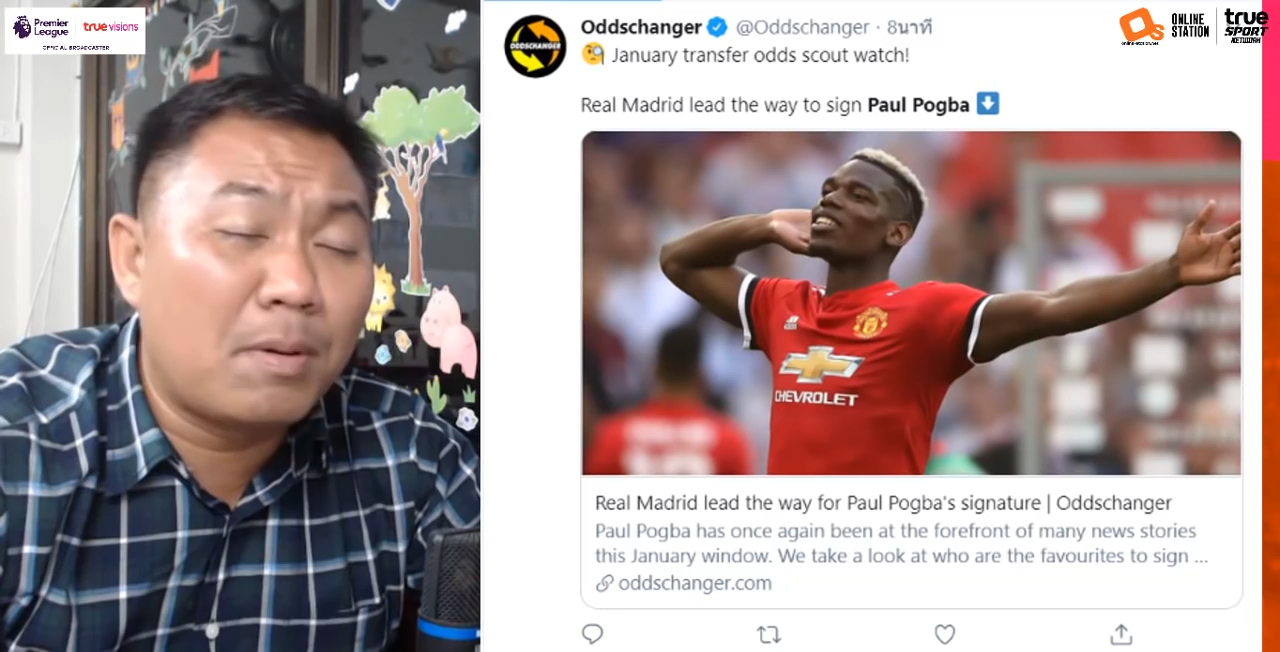 Premier
League
true visions
OFFICIAL BROADCASTER
ODDSCHANGER
Oddschanger @Oddschanger · 8นาที
🧐 January transfer odds scout watch!
Real Madrid lead the way to sign Paul Pogba ⬇️
CHEVROLET
Real Madrid lead the way for Paul Pogba's signature | Oddschanger
Paul Pogba has once again been at the forefront of many news stories
this January window. We take a look at who are the favourites to sign ...
oddschanger.com
ONLINE
STATION
true
SPORT
NETWORK